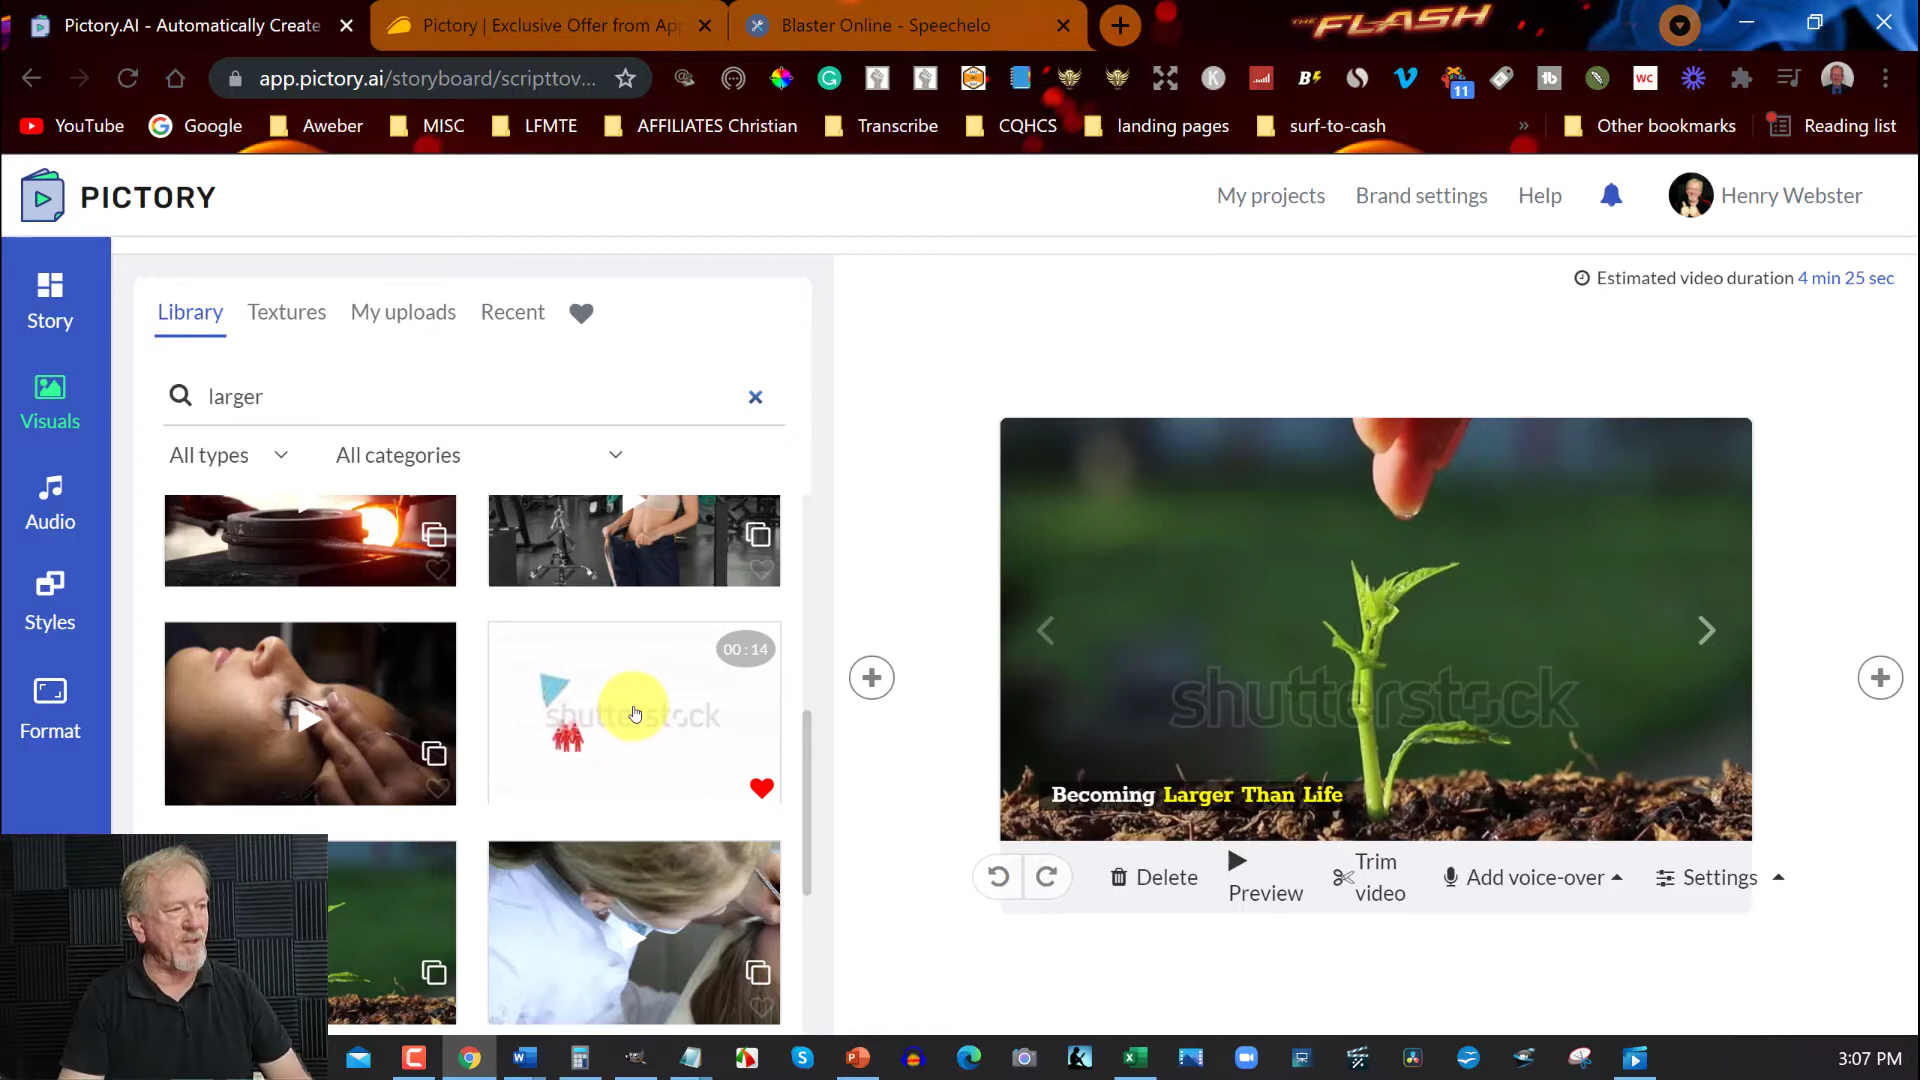 Pictory.AI - Automatically Create
Pictory | Exclusive Offer from App
Blaster Online - Speechelo
THE FLASH
app.pictory.ai/storyboard/scripttov...
11
YouTube
Google
Aweber
MISC
LFMTE
AFFILIATES Christian
Transcribe
CQHCS
landing pages
surf-to-cash
»
Other bookmarks
Reading list
PICTORY
My projects
Brand settings
Help
Henry Webster
Story
Visuals
Audio
Styles
Format
Library
Textures
My uploads
Recent
larger
All types
All categories
00:14
shutterstock
Estimated video duration 4 min 25 sec
shutterstock
Becoming Larger Than Life
Delete
Preview
Trim video
Add voice-over
Settings
3:07 PM